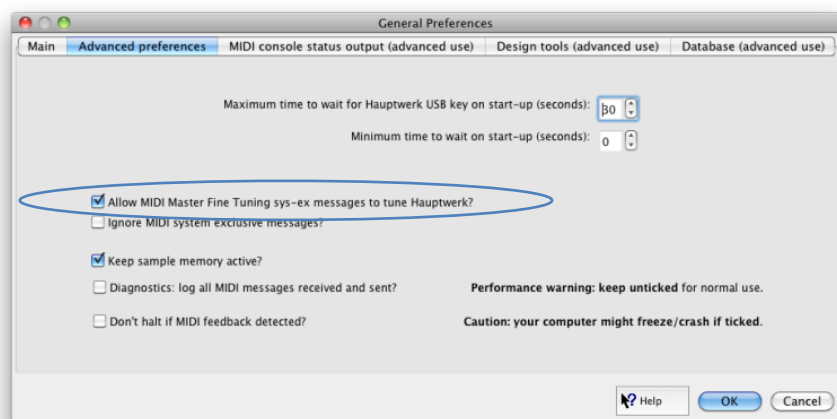 General Preferences
Main Advanced preferences MIDI console status output (advanced use) Design tools (advanced use) Database (advanced use)
Maximum time to wait for Hauptwerk USB key on start-up (seconds): 30
Minimum time to wait on start-up (seconds): 0
Allow MIDI Master Fine Tuning sys-ex messages to tune Hauptwerk?
Ignore MIDI system exclusive messages?
Keep sample memory active?
Diagnostics: log all MIDI messages received and sent? Performance warning: keep unticked for normal use.
Don't halt if MIDI feedback detected? Caution: your computer might freeze/crash if ticked.
Help OK Cancel